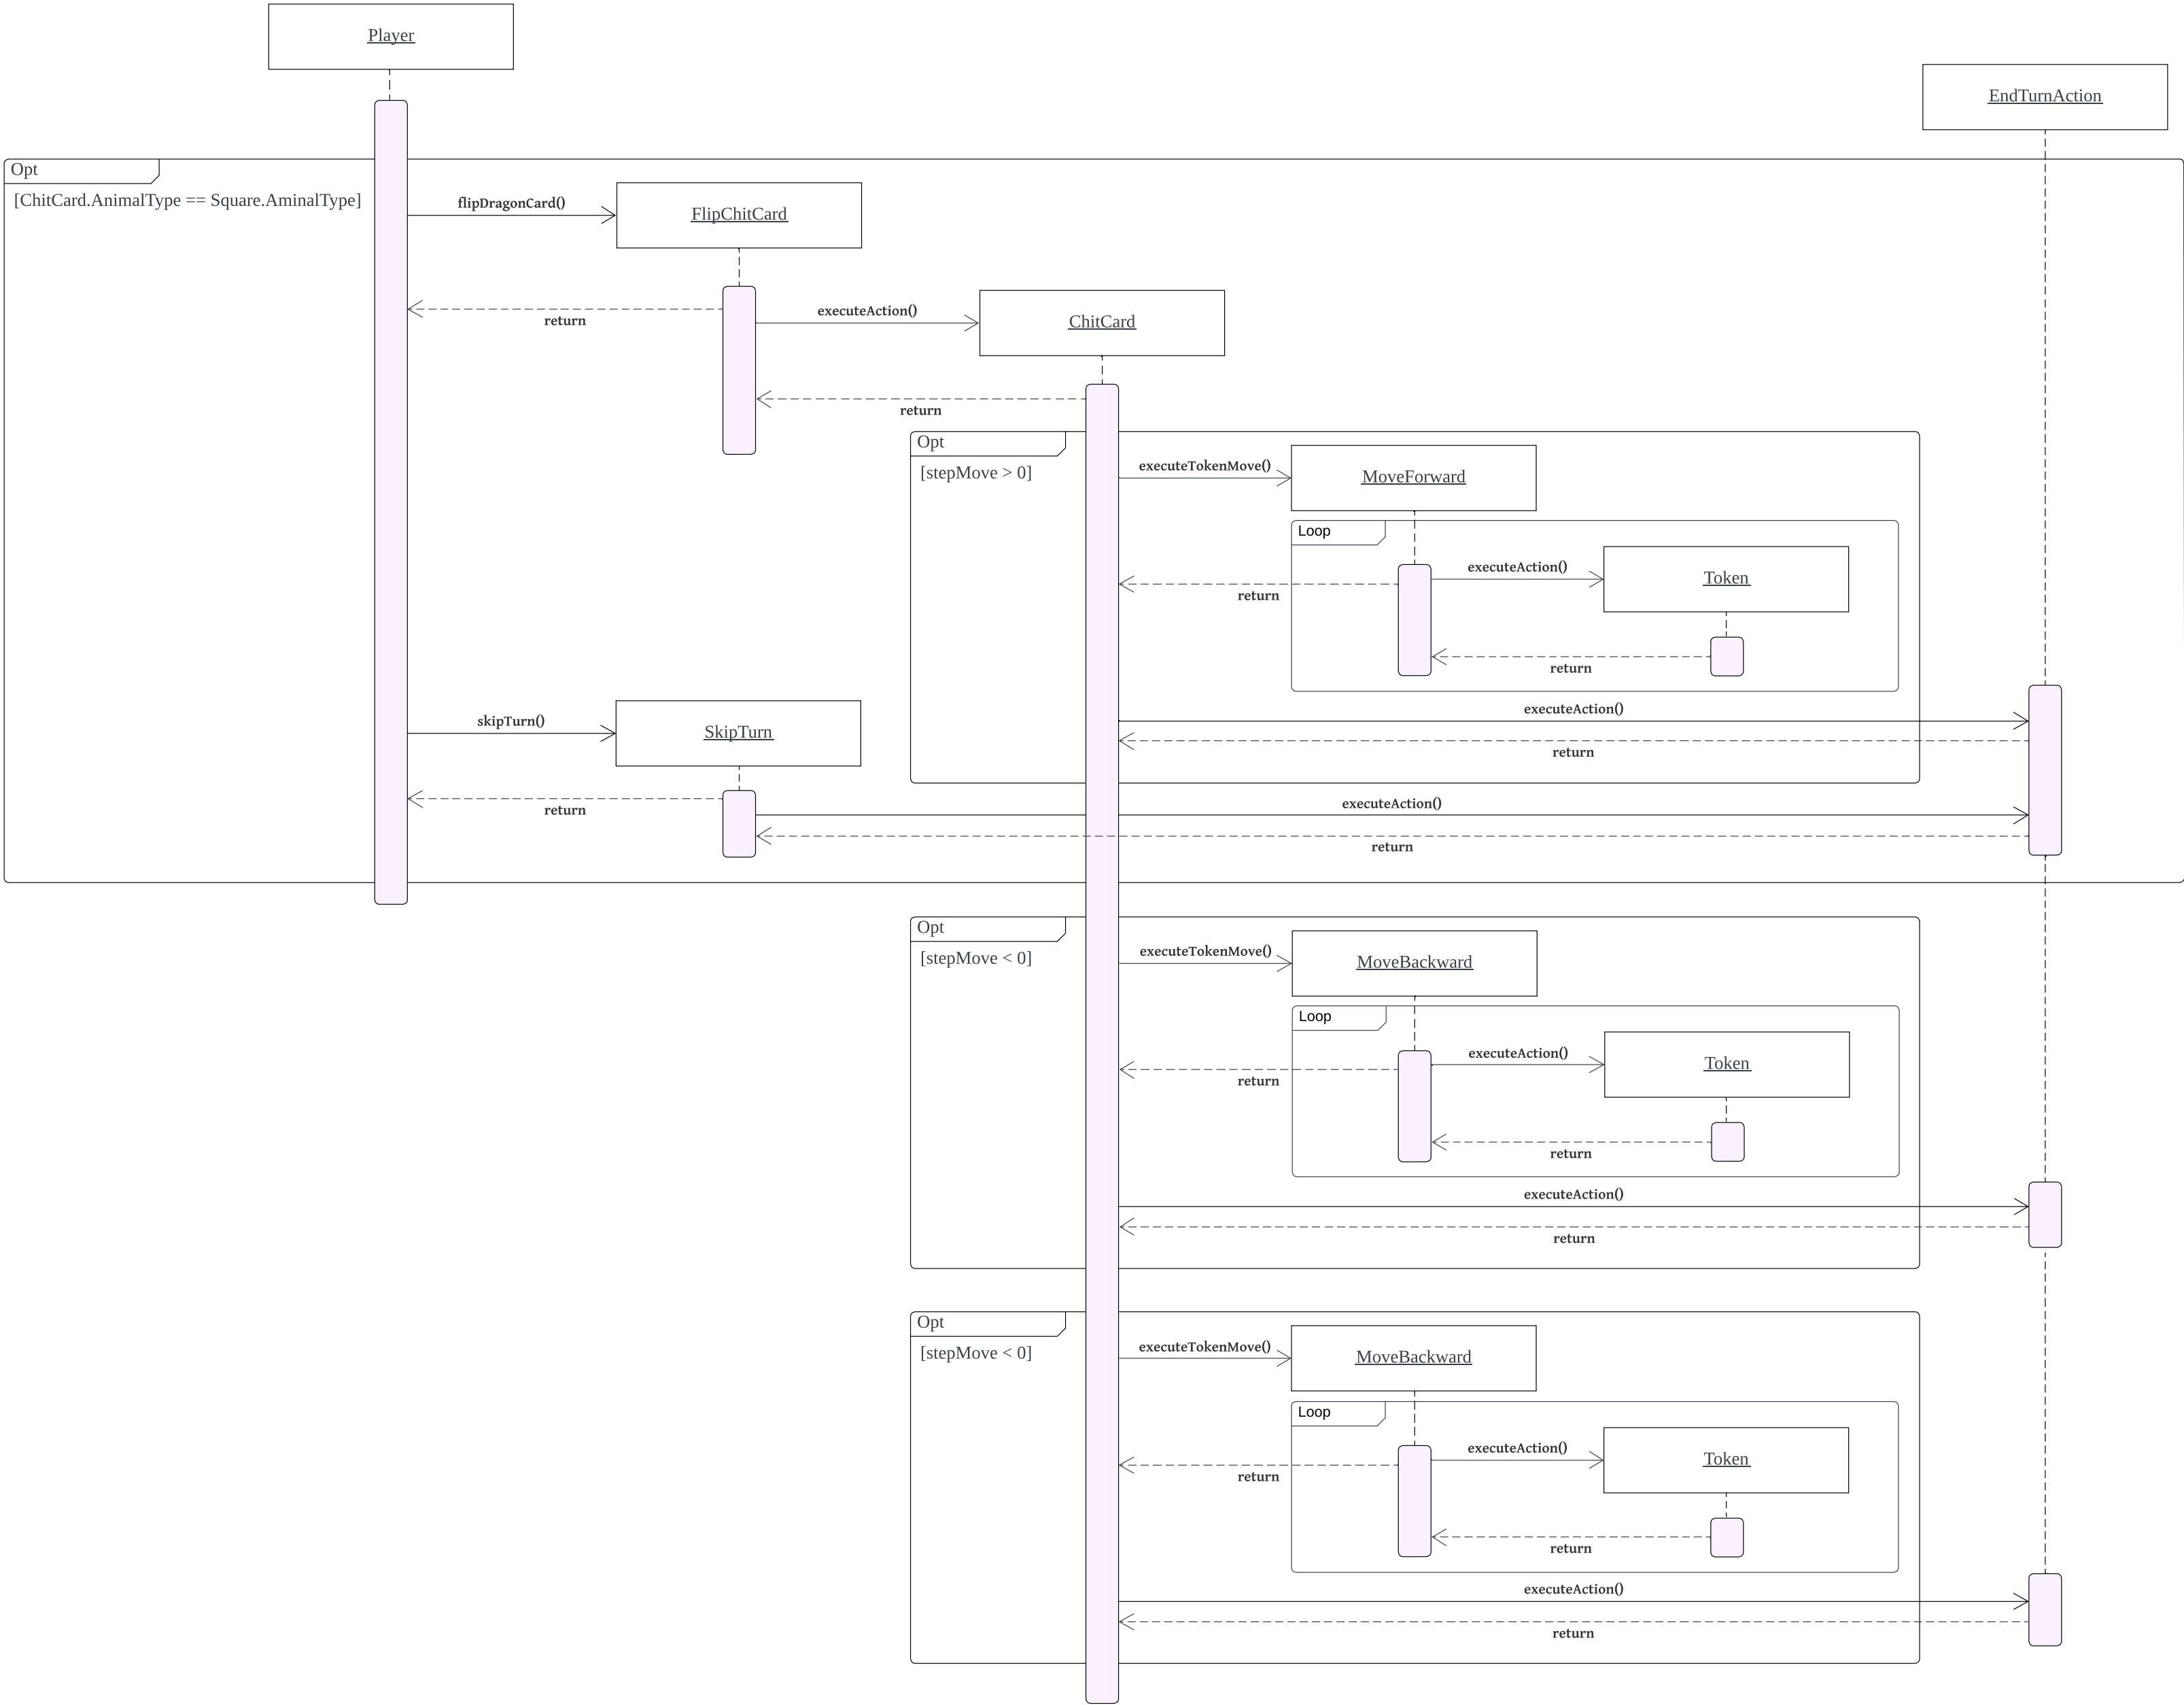 Player
EndTurnAction
Opt
[ChitCard.AnimalType == Square.AminalType]
flipDragonCard()
FlipChitCard
return
executeAction()
ChitCard
return
Opt
[stepMove > 0]
executeTokenMove()
MoveForward
Loop
executeAction()
Token
return
return
executeAction()
return
skipTurn()
SkipTurn
return
executeAction()
return
Opt
[stepMove < 0]
executeTokenMove()
MoveBackward
Loop
executeAction()
Token
return
return
executeAction()
return
Opt
[stepMove < 0]
executeTokenMove()
MoveBackward
Loop
executeAction()
Token
return
return
executeAction()
return